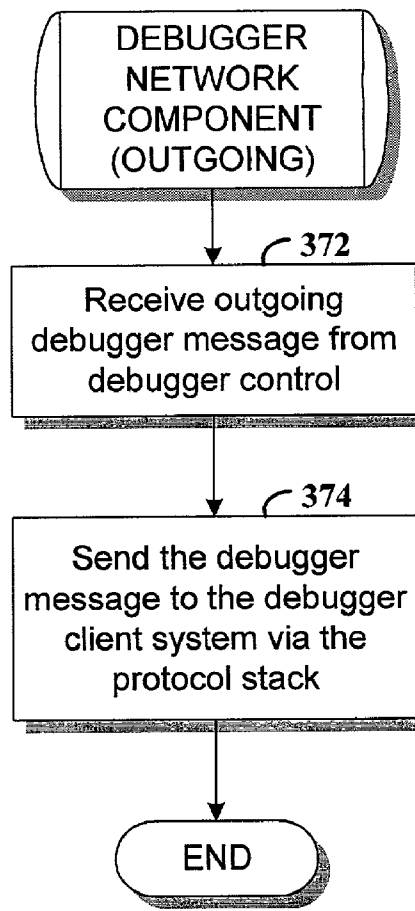 DEBUGGER
NETWORK
COMPONENT
(OUTGOING)
372
Receive outgoing
debugger message from
debugger control
374
Send the debugger
message to the debugger
client system via the
protocol stack
END